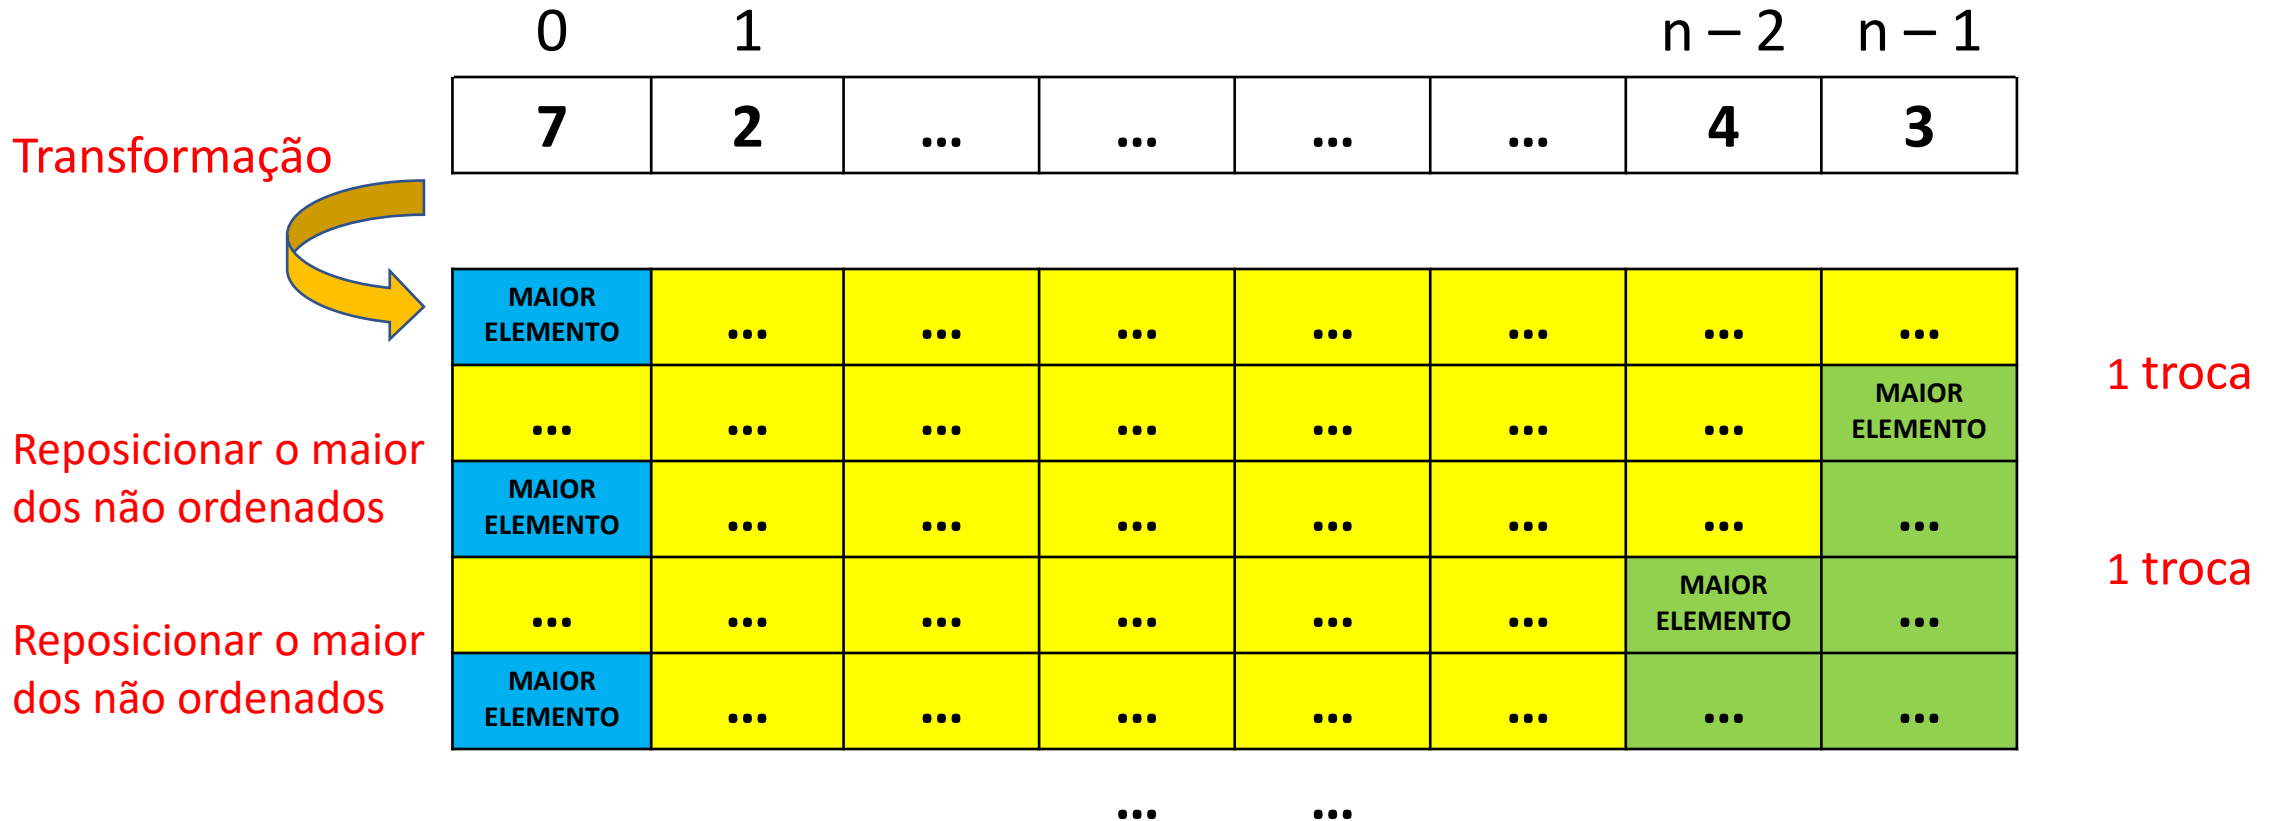 0 1 n – 2 n – 1
7 2 ... ... ... ... 4 3
Transformação
MAIOR
ELEMENTO ... ... ... ... ... ... ...
1 troca
... ... ... ... ... ... ... MAIOR
ELEMENTO
Reposicionar o maior
dos não ordenados
MAIOR
ELEMENTO ... ... ... ... ... ... ...
1 troca
... ... ... ... ... ... MAIOR
ELEMENTO ...
Reposicionar o maior
dos não ordenados
MAIOR
ELEMENTO ... ... ... ... ... ... ...
... ...